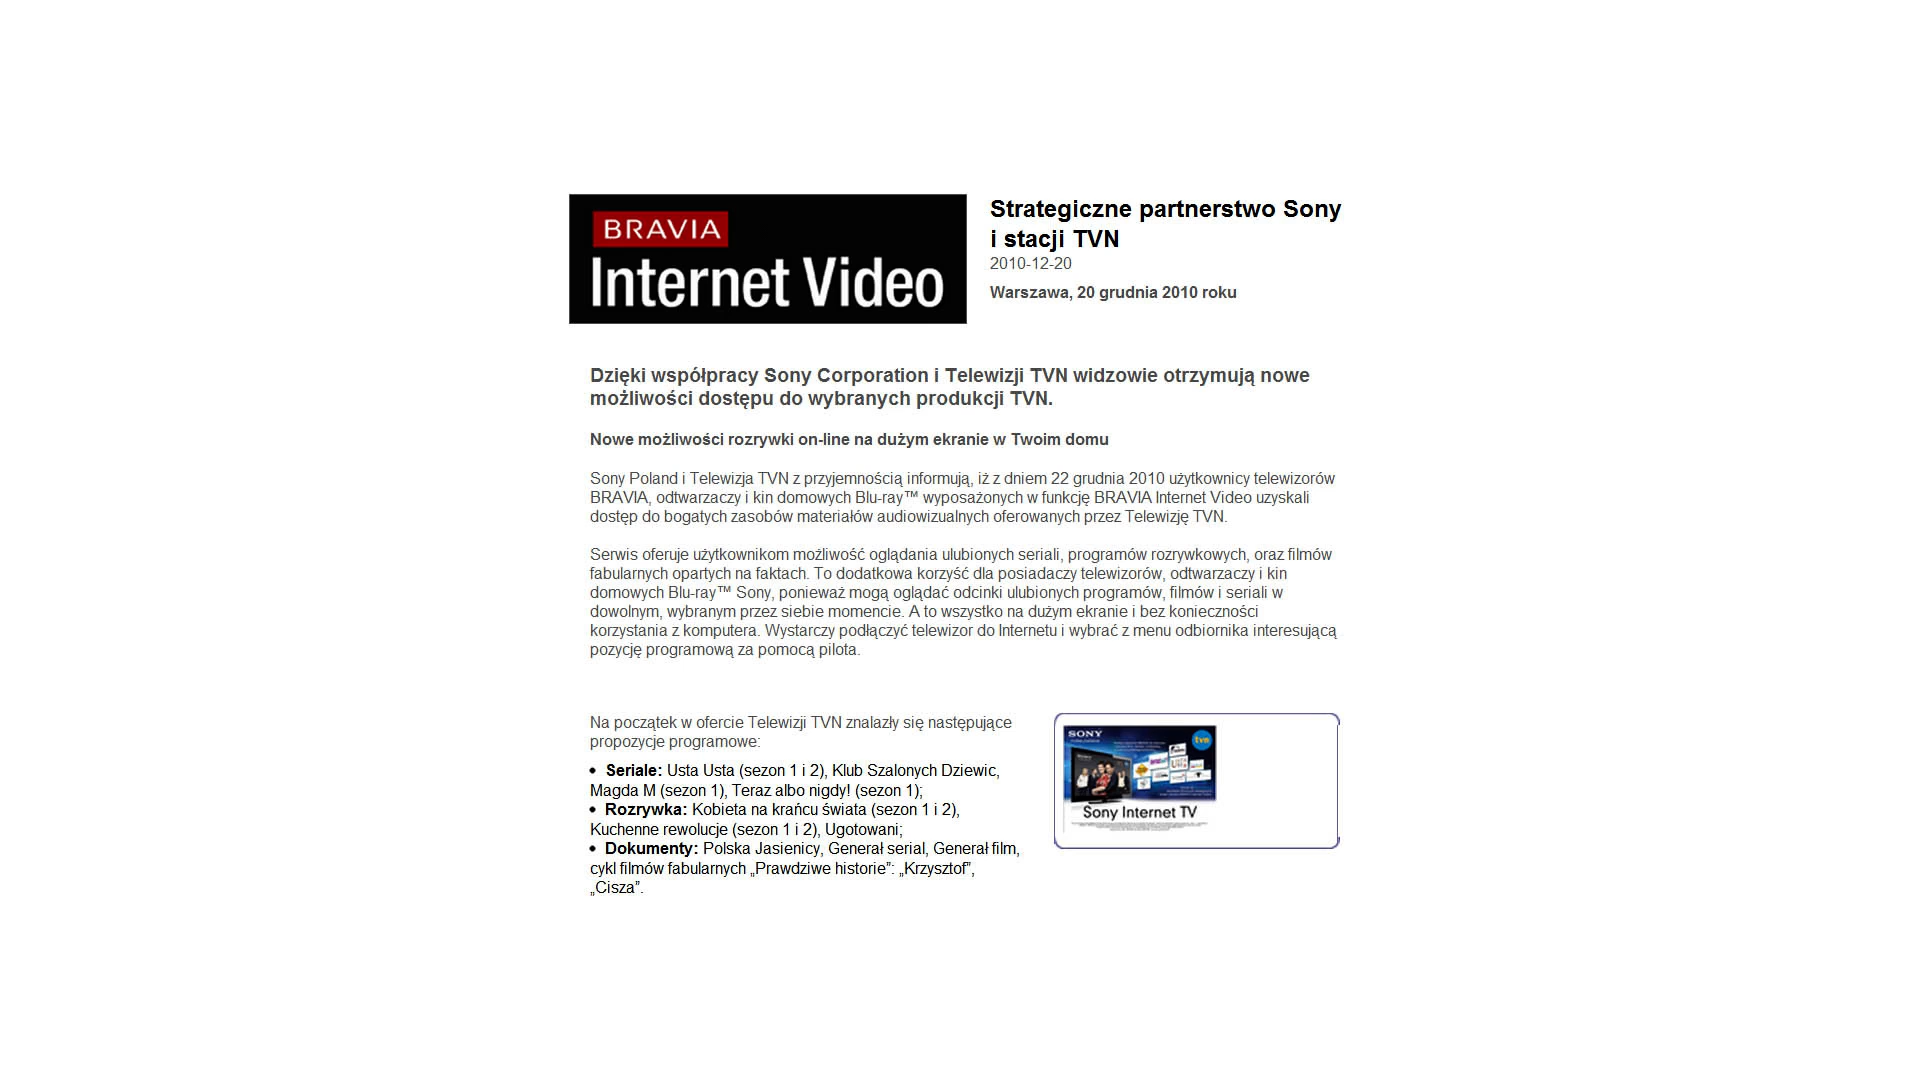 BRAVIA
Internet Video
Strategiczne partnerstwo Sony
i stacji TVN
2010-12-20
Warszawa, 20 grudnia 2010 roku
Dzięki współpracy Sony Corporation i Telewizji TVN widzowie otrzymują nowe
możliwości dostępu do wybranych produkcji TVN.
Nowe możliwości rozrywki on-line na dużym ekranie w Twoim domu
Sony Poland i Telewizja TVN z przyjemnością informują, iż z dniem 22 grudnia 2010 użytkownicy telewizorów
BRAVIA, odtwarzaczy i kin domowych Blu-ray™ wyposażonych w funkcję BRAVIA Internet Video uzyskali
dostęp do bogatych zasobów materiałów audiowizualnych oferowanych przez Telewizję TVN.
Serwis oferuje użytkownikom możliwość oglądania ulubionych seriali, programów rozrywkowych, oraz filmów
fabularnych opartych na faktach. To dodatkowa korzyść dla posiadaczy telewizorów, odtwarzaczy i kin
domowych Blu-ray™ Sony, ponieważ mogą oglądać odcinki ulubionych programów, filmów i seriali w
dowolnym, wybranym przez siebie momencie. A to wszystko na dużym ekranie i bez konieczności
korzystania z komputera. Wystarczy podłączyć telewizor do Internetu i wybrać z menu odbiornika interesującą
pozycję programową za pomocą pilota.
Na początek w ofercie Telewizji TVN znalazły się następujące
propozycje programowe:
• Seriale: Usta Usta (sezon 1 i 2), Klub Szalonych Dziewic,
Magda M (sezon 1), Teraz albo nigdy! (sezon 1);
• Rozrywka: Kobieta na krańcu świata (sezon 1 i 2),
Kuchenne rewolucje (sezon 1 i 2), Ugotowani;
• Dokumenty: Polska Jasienicy, Generał serial, Generał film,
cykl filmów fabularnych „Prawdziwe historie”: „Krzysztof”,
„Cisza”.
SONY
tvn
Sony Internet TV